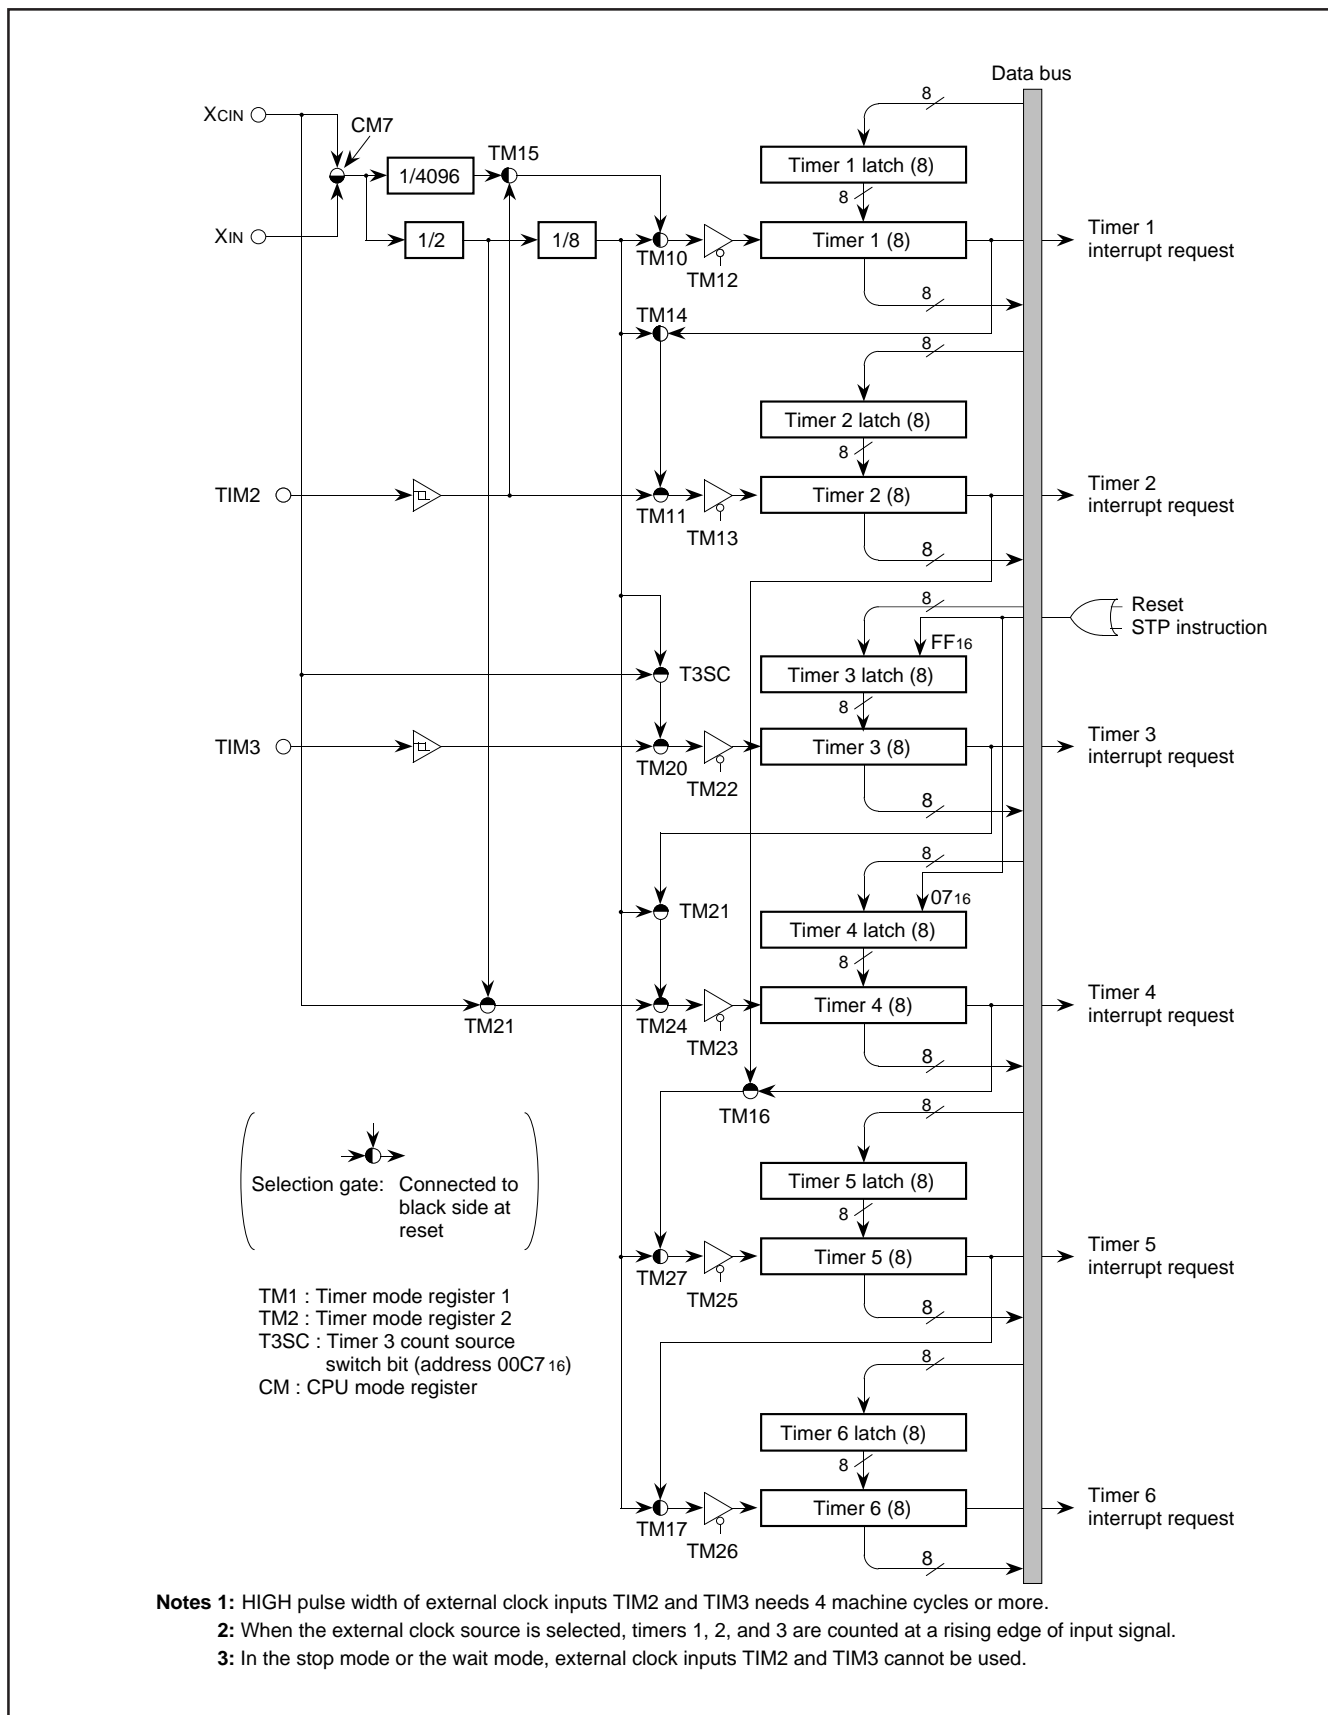 Data bus
XCIN
CM7
8
1/4096
TM15
Timer 1 latch (8)
8
XIN
1/2
1/8
TM10
TM12
Timer 1 (8)
Timer 1
interrupt request
8
TM14
8
Timer 2 latch (8)
8
TIM2
TM11
TM13
Timer 2 (8)
Timer 2
interrupt request
8
8
Reset
STP instruction
FF16
T3SC
Timer 3 latch (8)
8
TIM3
TM20
TM22
Timer 3 (8)
Timer 3
interrupt request
8
8
0716
TM21
Timer 4 latch (8)
8
TM21
TM24
TM23
Timer 4 (8)
Timer 4
interrupt request
8
TM16
8
Selection gate: Connected to
black side at
reset
Timer 5 latch (8)
8
TM27
TM25
Timer 5 (8)
Timer 5
interrupt request
8
TM1 : Timer mode register 1
TM2 : Timer mode register 2
T3SC : Timer 3 count source
switch bit (address 00C7 16)
CM : CPU mode register
8
Timer 6 latch (8)
8
TM17
TM26
Timer 6 (8)
Timer 6
interrupt request
8
Notes 1: HIGH pulse width of external clock inputs TIM2 and TIM3 needs 4 machine cycles or more.
2: When the external clock source is selected, timers 1, 2, and 3 are counted at a rising edge of input signal.
3: In the stop mode or the wait mode, external clock inputs TIM2 and TIM3 cannot be used.